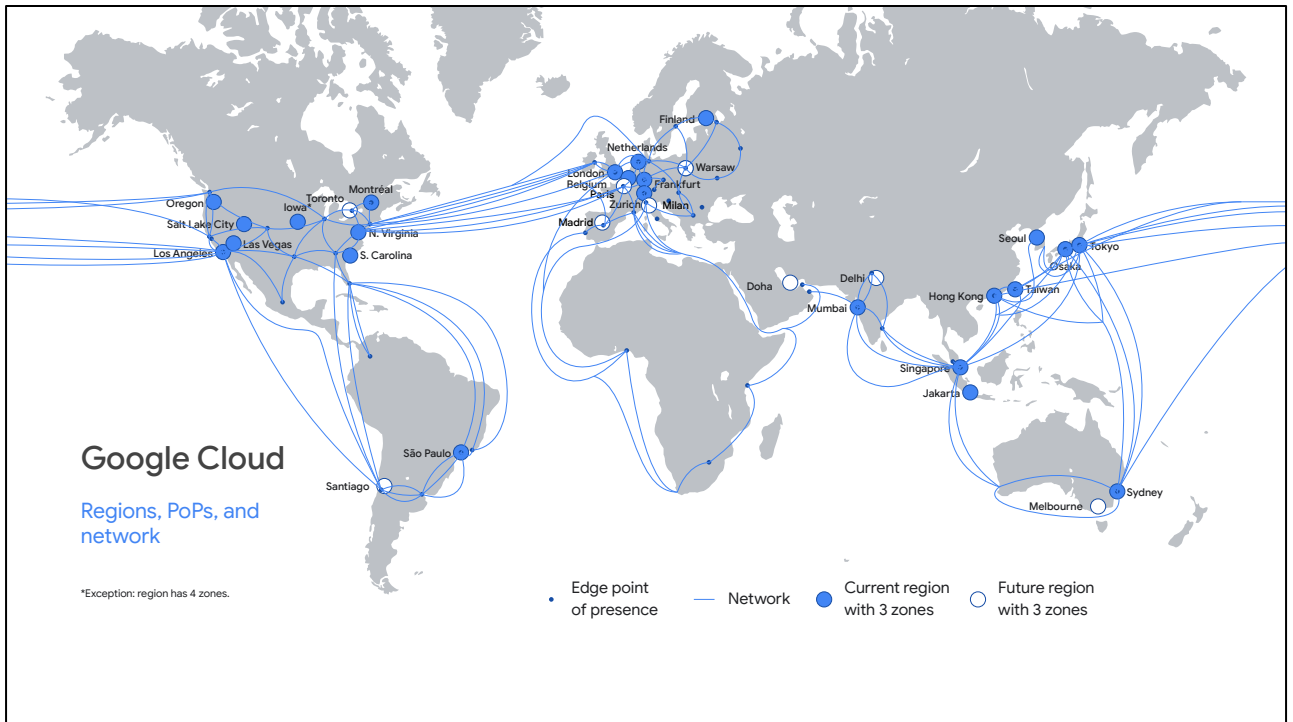 Finland
Netherlands
London
Warsaw
Belgium
Frankfurt
Paris
Zurich
Milan
Madrid
Montréal
Toronto
Oregon
Iowa*
Salt Lake City
N. Virginia
Las Vegas
Los Angeles
S. Carolina
Seoul
Tokyo
Osaka
Doha
Delhi
Taiwan
Hong Kong
Mumbai
Singapore
Jakarta
São Paulo
Santiago
Sydney
Melbourne
Google Cloud
Regions, PoPs, and
network
*Exception: region has 4 zones.
Edge point
of presence
Network
Current region
with 3 zones
Future region
with 3 zones